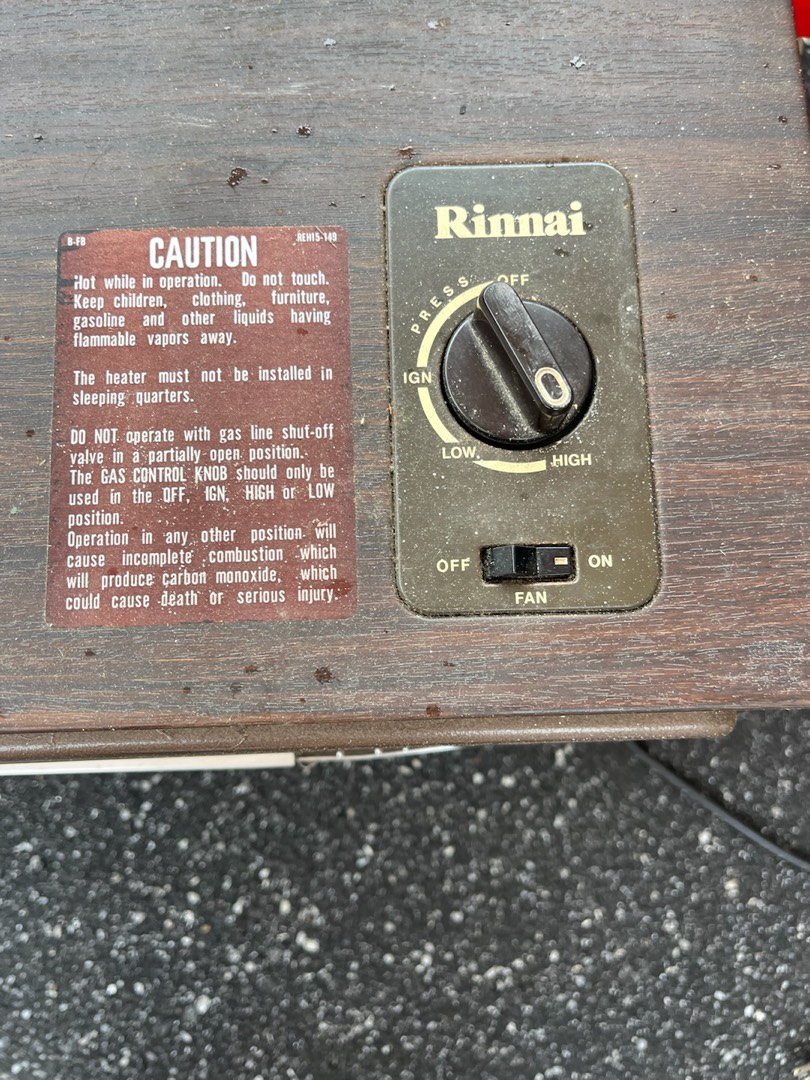 B-FB REH15-149
CAUTION
Hot while in operation. Do not touch.
Keep children, clothing, furniture,
gasoline and other liquids having
flammable vapors away.
The heater must not be installed in
sleeping quarters.
DO NOT operate with gas line shut-off
valve in a partially open position.
The GAS CONTROL KNOB should only be
used in the OFF, IGN, HIGH or LOW
position.
Operation in any other position will
cause incomplete combustion which
will produce carbon monoxide, which
could cause death or serious injury.
Rinnai
OFF
PRESS
IGN
LOW
HIGH
OFF
ON
FAN